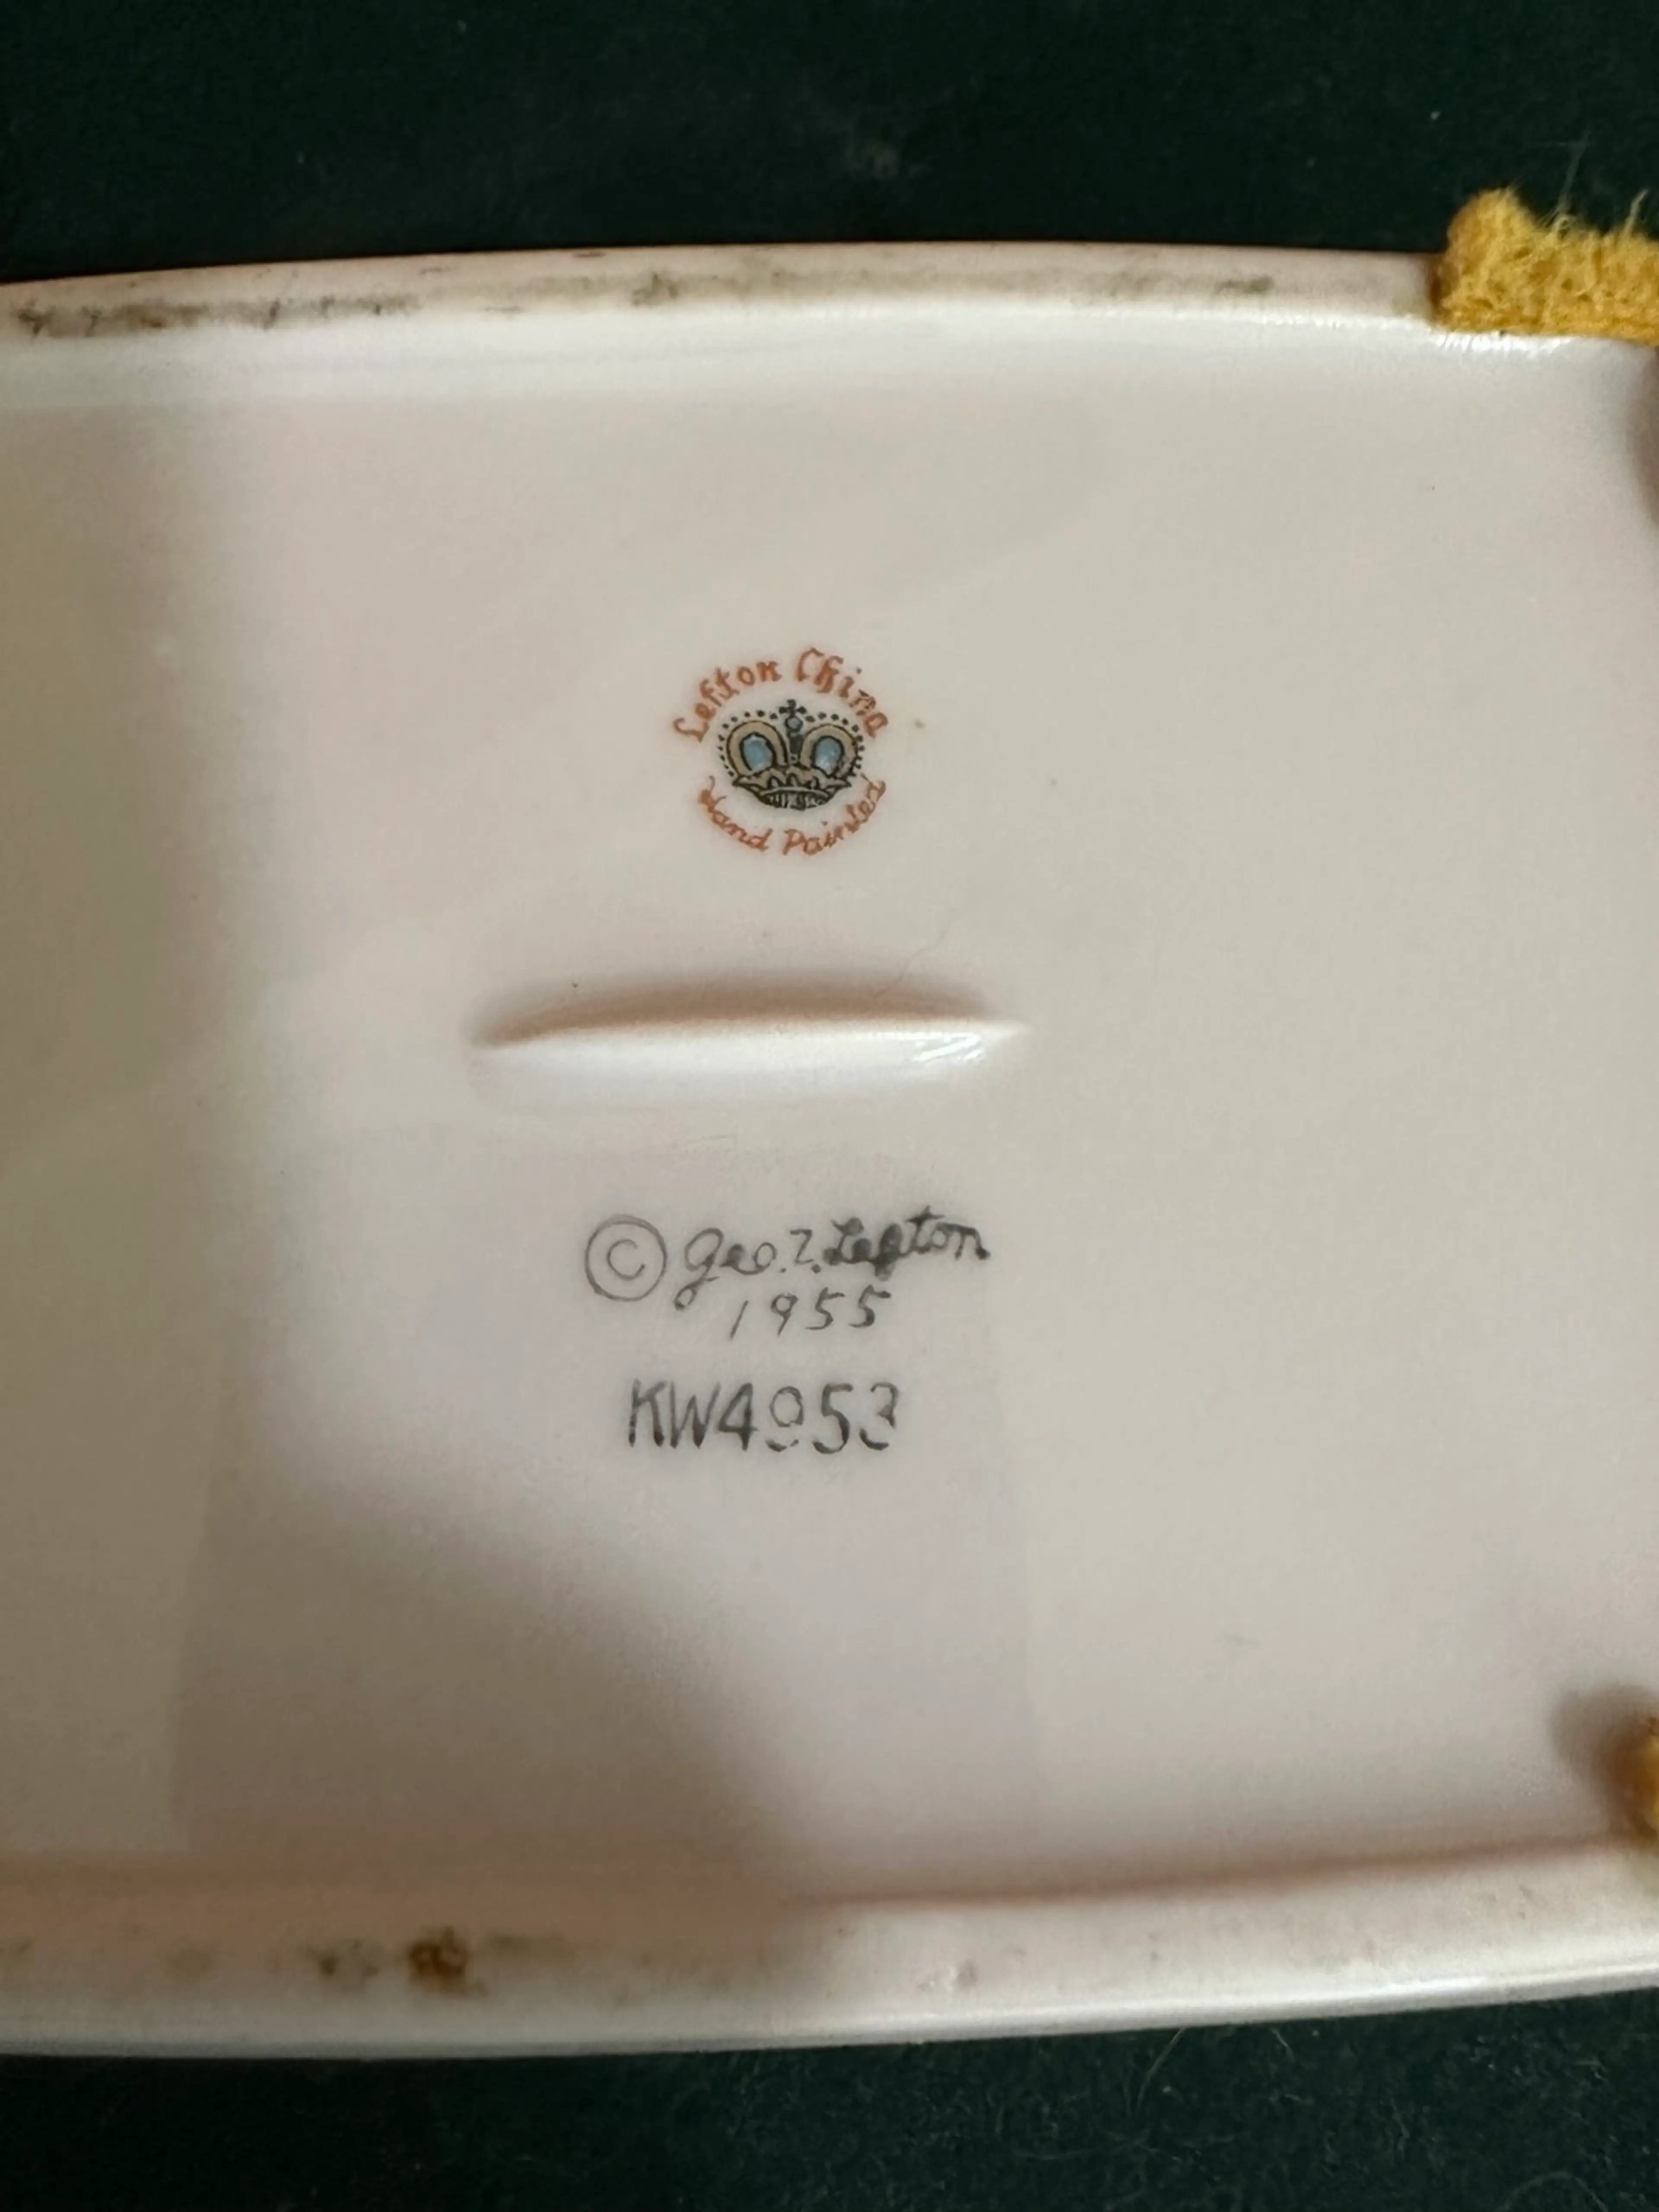 Lefton China
Hand Painted
© Geo. Z. Lefton
1955
KW4953